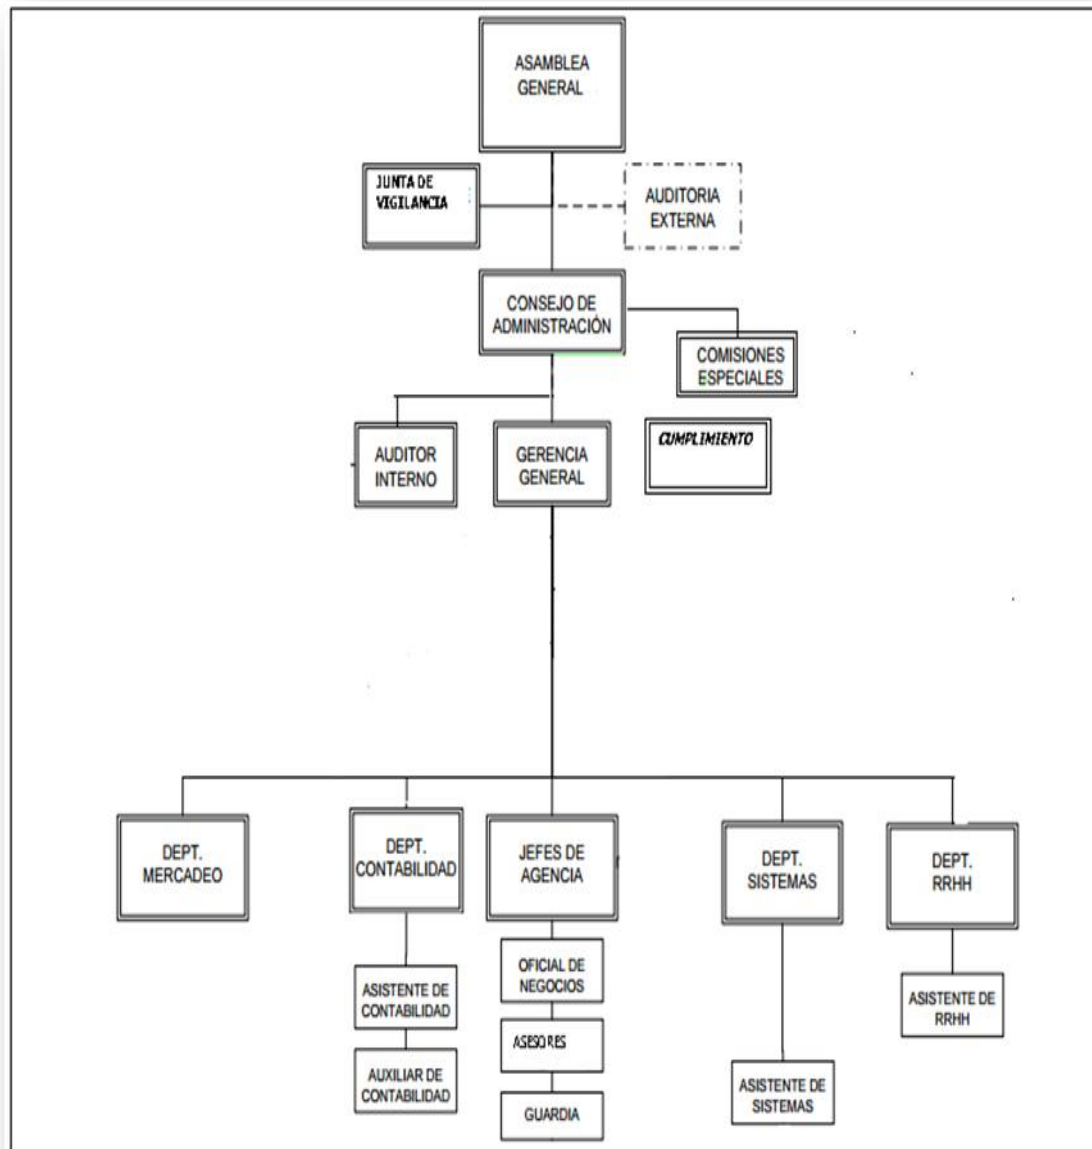 ASAMBLEA
GENERAL
JUNTA DE
VIGILANCIA
AUDITORIA
EXTERNA
CONSEJO DE
ADMINISTRACIÓN
COMISIONES
ESPECIALES
AUDITOR
INTERNO
GERENCIA
GENERAL
CUMPLIMIENTO
DEPT.
MERCADEO
DEPT.
CONTABILIDAD
JEFES DE
AGENCIA
DEPT.
SISTEMAS
DEPT.
RRHH
ASISTENTE DE
CONTABILIDAD
AUXILIAR DE
CONTABILIDAD
OFICIAL DE
NEGOCIOS
ASESORES
GUARDIA
ASISTENTE DE
SISTEMAS
ASISTENTE DE
RRHH